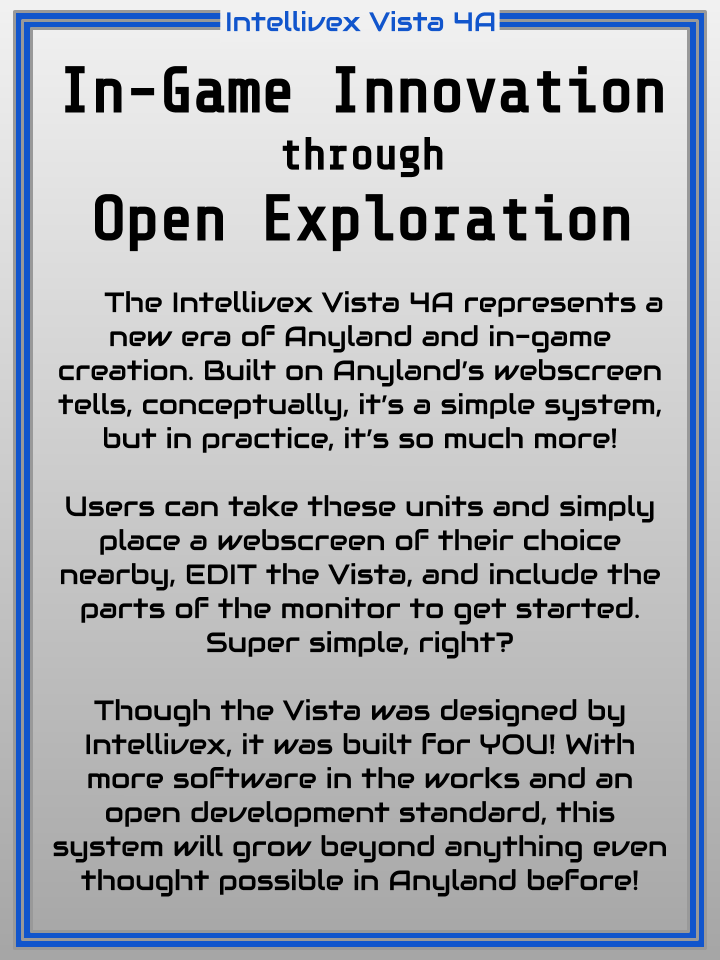 Intellivex Vista 4A
In-Game Innovation
through
Open Exploration
The Intellivex Vista 4A represents a
new era of Anyland and in-game
creation. Built on Anyland's webscreen
tells, conceptually, it's a simple system,
but in practice, it's so much more!
Users can take these units and simply
place a webscreen of their choice
nearby, EDIT the Vista, and include the
parts of the monitor to get started.
Super simple, right?
Though the Vista was designed by
Intellivex, it was built for YOU! With
more software in the works and an
open development standard, this
system will grow beyond anything even
thought possible in Anyland before!